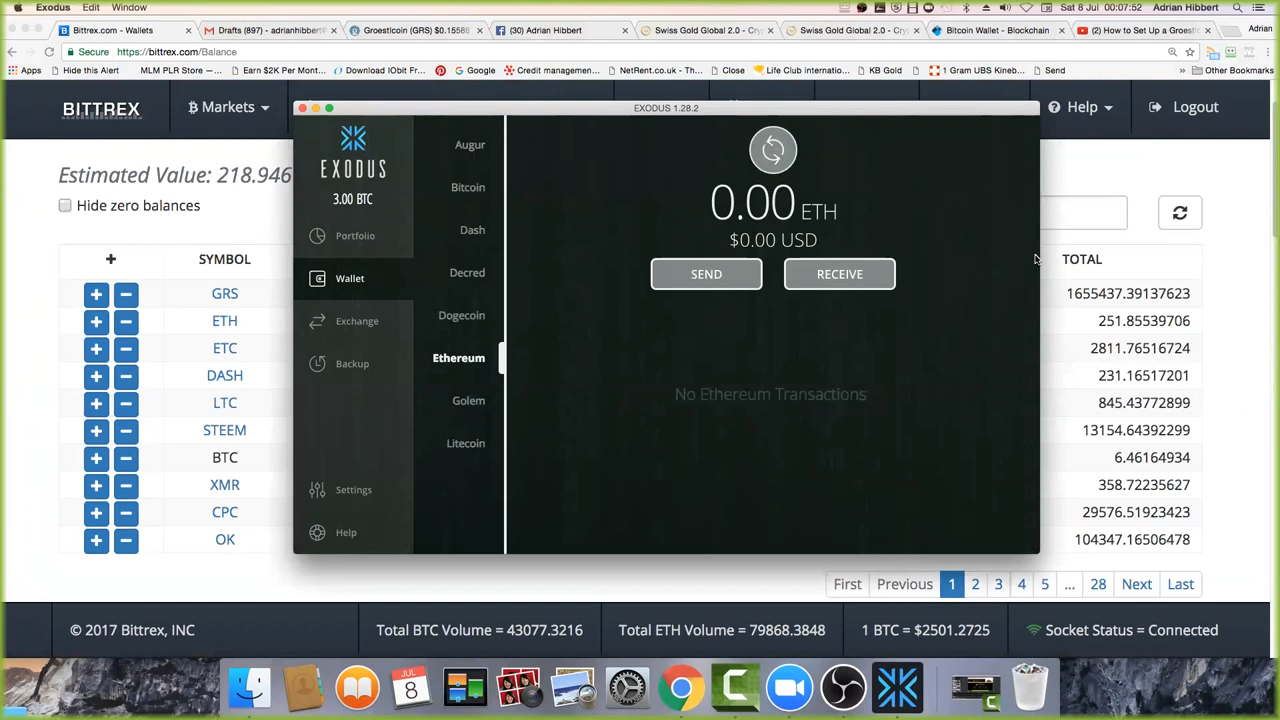 Exodus Edit Window Sat 8 Jul 00:07:52 Adrian Hibbert
Bittrex.com - Wallets Drafts (897) - adrianhibbert@ Groestlcoin (GRS) $0.1558 (30) Adrian Hibbert Swiss Gold Global 2.0 - Cry Swiss Gold Global 2.0 - Cry Bitcoin Wallet - Blockchain (2) How to Set Up a Groest Adrian
Secure https://bittrex.com/Balance
Apps Hide this Alert MLM PLR Store —... Earn $2K Per Mont... Download IObit Fr... Google Credit managemen... NetRent.co.uk - Th... Close Life Club internatio... KB Gold 1 Gram UBS Kineb... Send » Other Bookmarks
BITTREX Markets Help Logout
EXODUS 1.28.2
Estimated Value: 218.946
Hide zero balances
+ SYMBOL TOTAL
GRS 1655437.39137623
ETH 251.85539706
ETC 2811.76516724
DASH 231.16517201
LTC 845.43772899
STEEM 13154.64392299
BTC 6.46164934
XMR 358.72235627
CPC 29576.51923423
OK 104347.16506478
EXODUS
3.00 BTC
Portfolio
Wallet
Exchange
Backup
Settings
Help
Augur
Bitcoin
Dash
Decred
Dogecoin
Ethereum
Golem
Litecoin
0.00 ETH
$0.00 USD
SEND RECEIVE
No Ethereum Transactions
First Previous 1 2 3 4 5 ... 28 Next Last
© 2017 Bittrex, INC Total BTC Volume = 43077.3216 Total ETH Volume = 79868.3848 1 BTC = $2501.2725 Socket Status = Connected
JUL
8